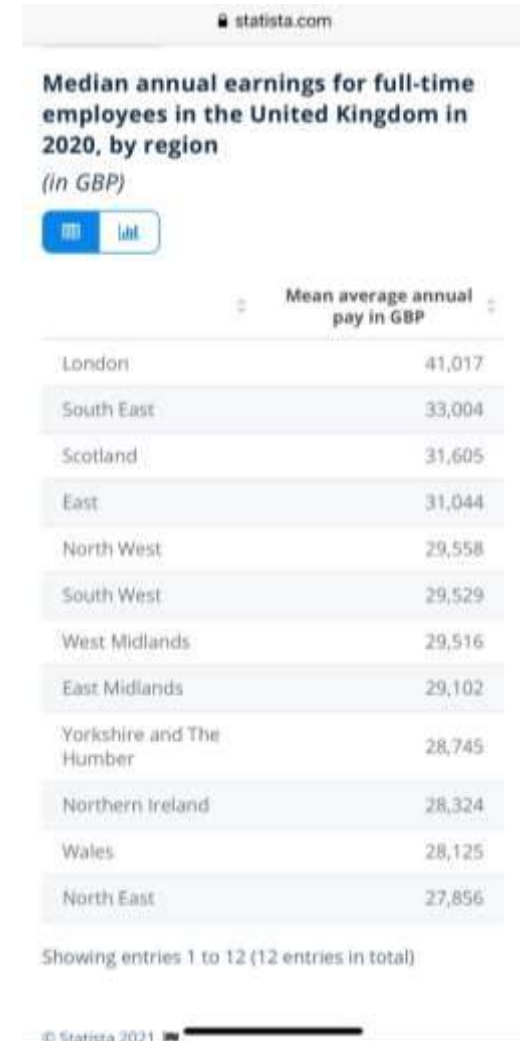 statista.com
Median annual earnings for full-time
employees in the United Kingdom in
2020, by region
(in GBP)
Mean average annual
pay in GBP
London 41,017
South East 33,004
Scotland 31,605
East 31,044
North West 29,558
South West 29,529
West Midlands 29,516
East Midlands 29,102
Yorkshire and The
Humber 28,745
Northern Ireland 28,324
Wales 28,125
North East 27,856
Showing entries 1 to 12 (12 entries in total)
© Statista 2021